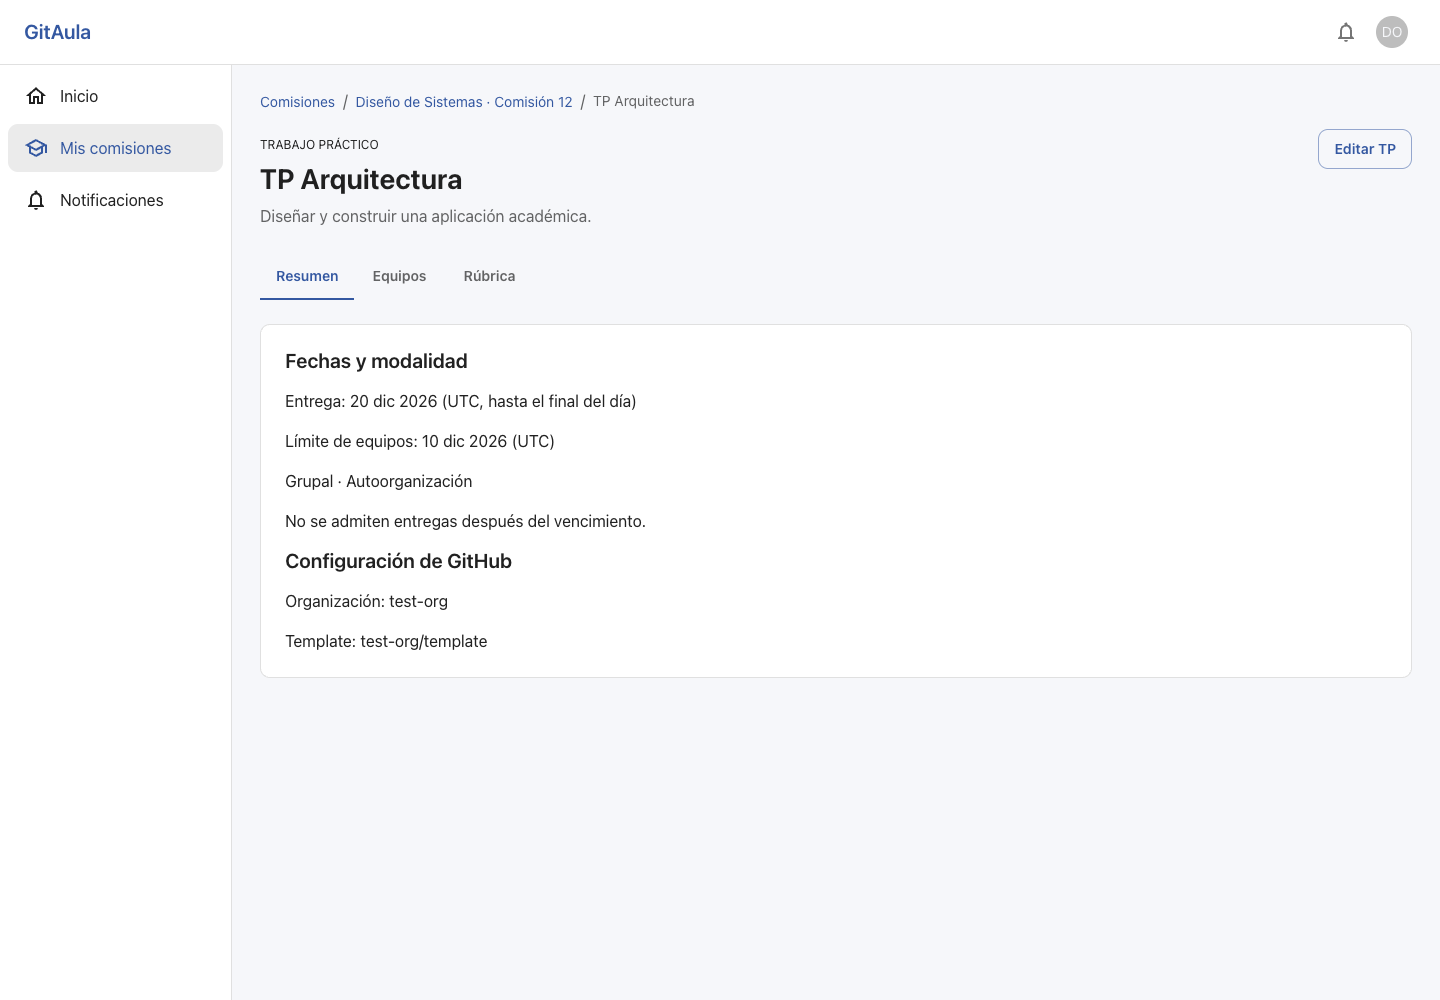 GitAula
DO
Inicio
Mis comisiones
Notificaciones
Comisiones / Diseño de Sistemas · Comisión 12 / TP Arquitectura
TRABAJO PRÁCTICO
Editar TP
TP Arquitectura
Diseñar y construir una aplicación académica.
Resumen Equipos Rúbrica
Fechas y modalidad
Entrega: 20 dic 2026 (UTC, hasta el final del día)
Límite de equipos: 10 dic 2026 (UTC)
Grupal · Autoorganización
No se admiten entregas después del vencimiento.
Configuración de GitHub
Organización: test-org
Template: test-org/template